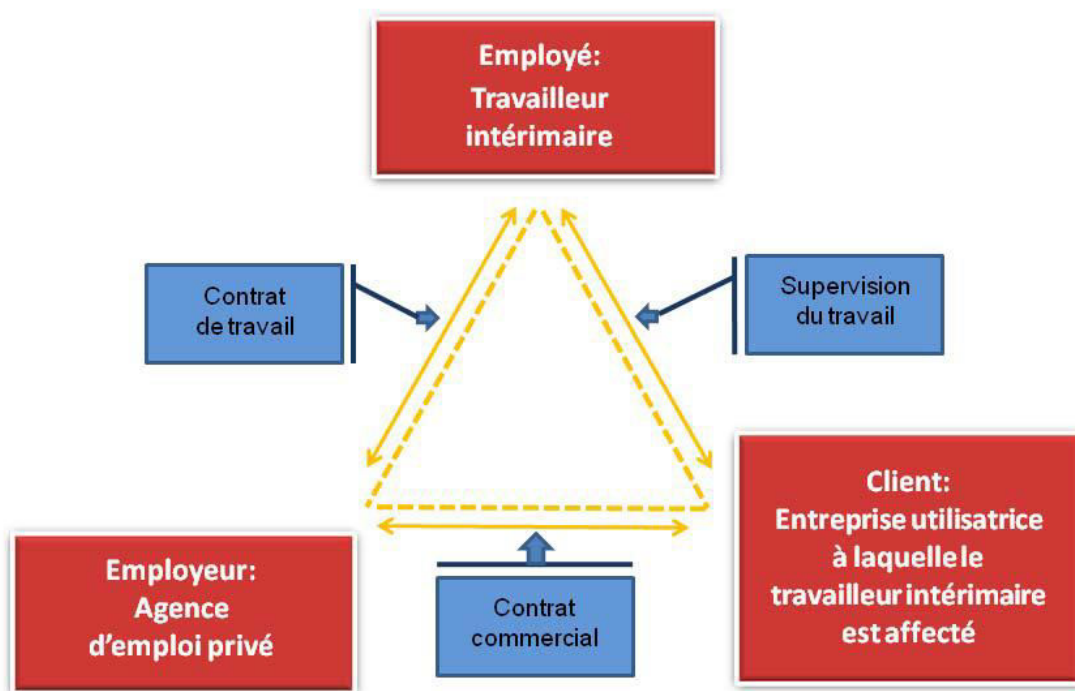 Employé:
Travailleur
intérimaire
Contrat
de travail
Supervision
du travail
Client:
Entreprise utilisatrice
à laquelle le
travailleur intérimaire
est affecté
Employeur:
Agence
d'emploi privé
Contrat
commercial